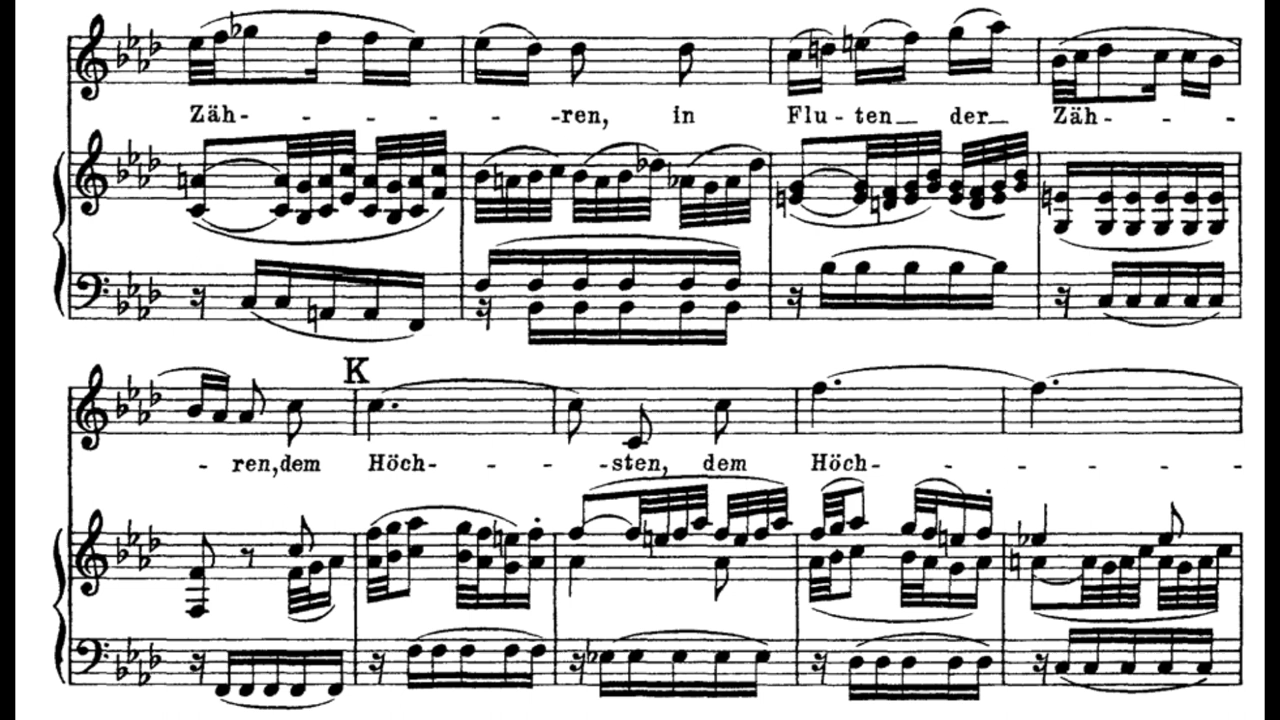 Zäh - - - - - ren, in Flu - ten der Zäh - - -
K
- ren, dem Höch - - - - sten, dem Höch - - - - - -